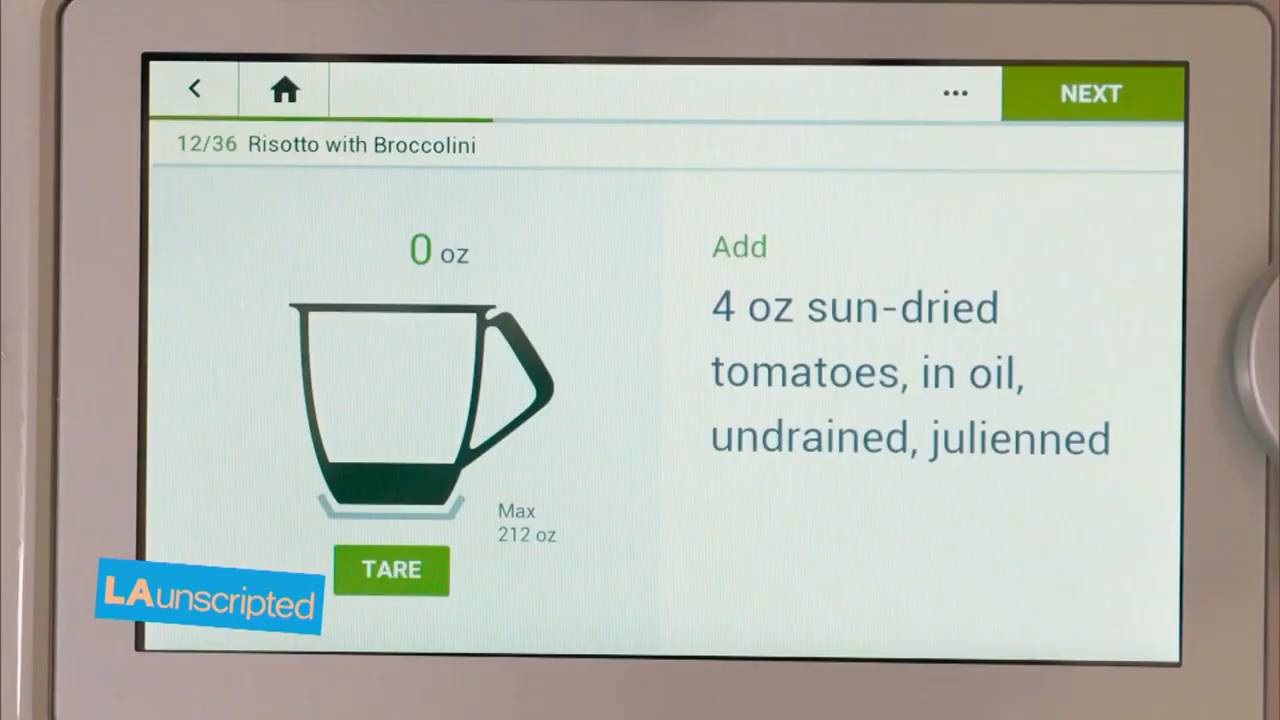 NEXT
12/36 Risotto with Broccolini
0 oz
Add
4 oz sun-dried
tomatoes, in oil,
undrained, julienned
Max
212 oz
TARE
LAunscripted